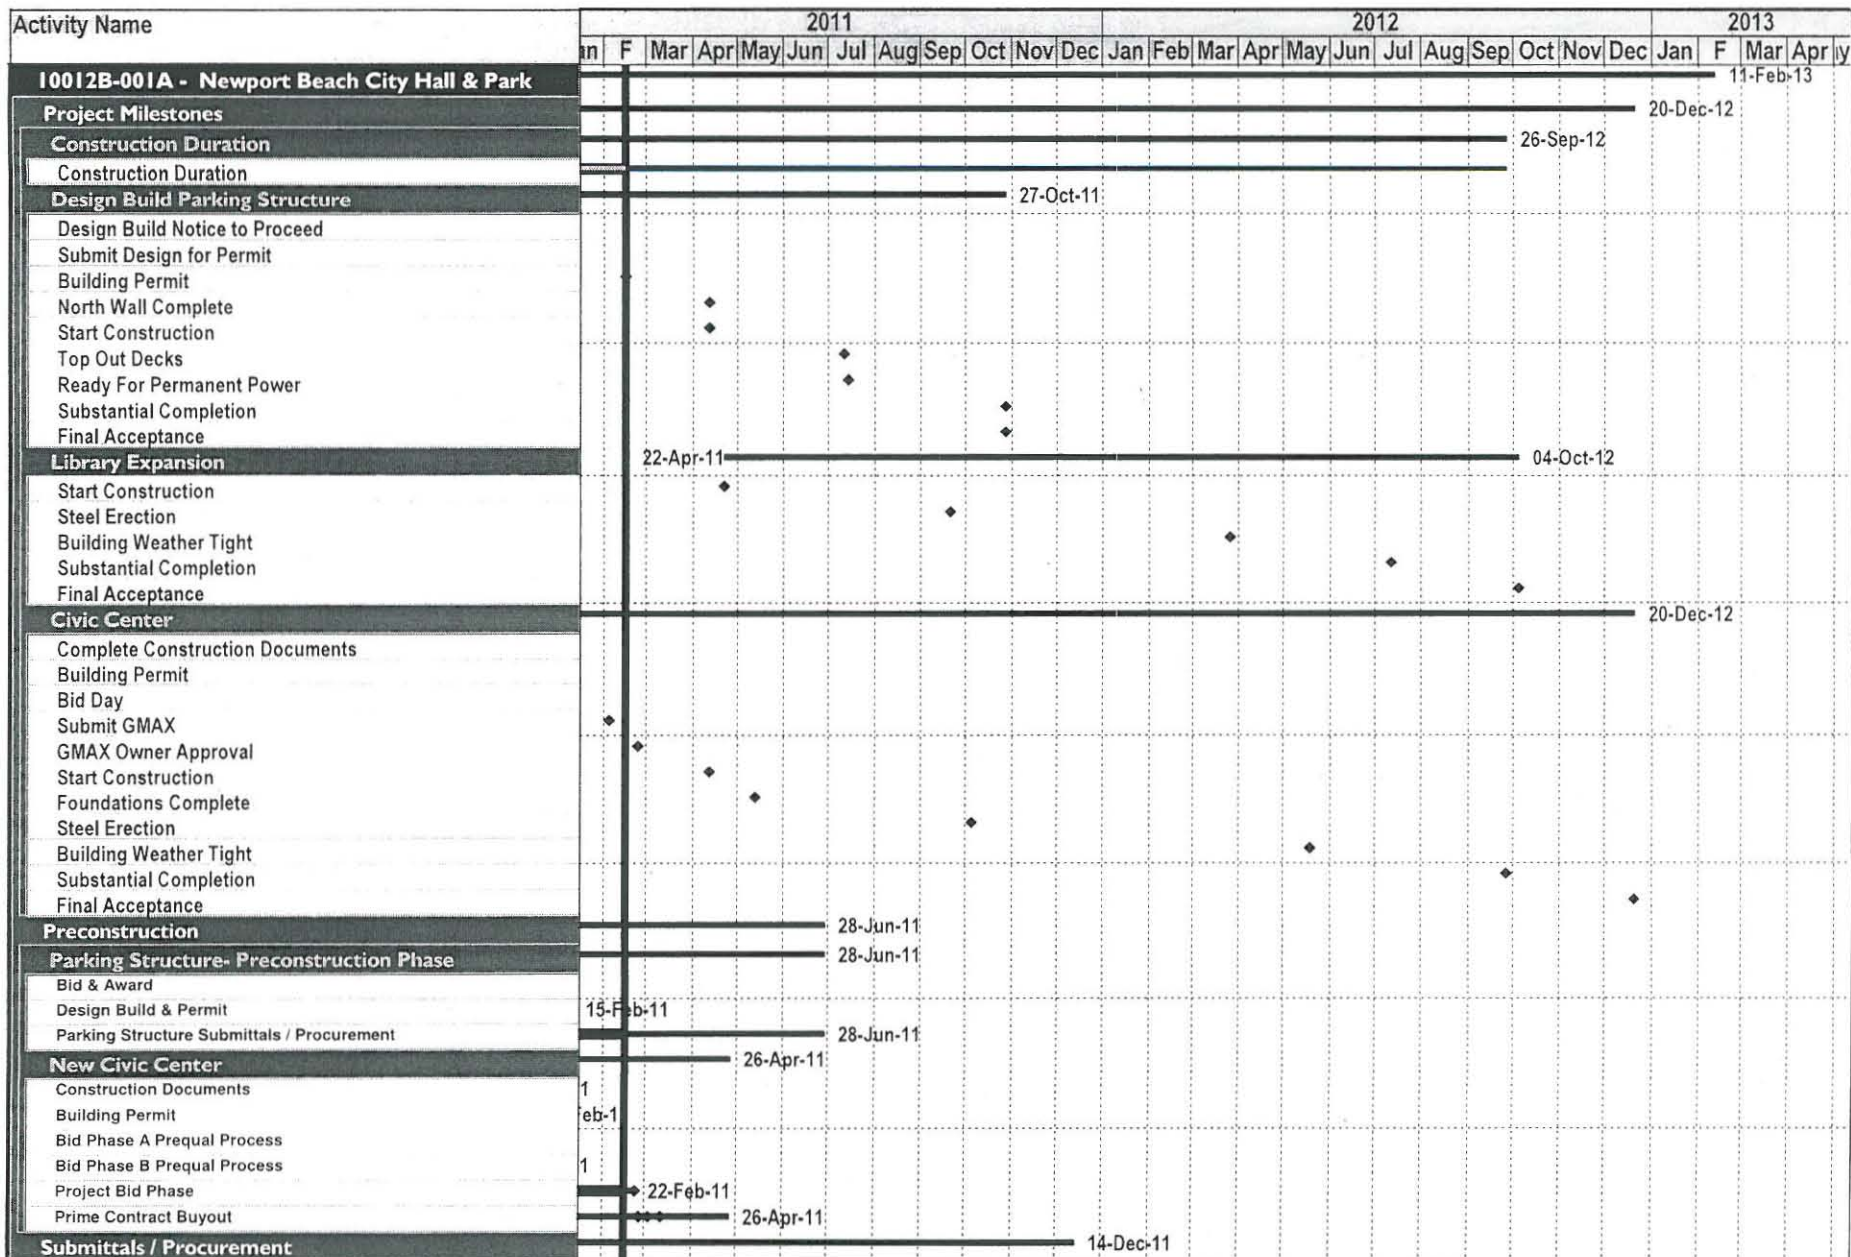 Activity Name
2011 2012 2013
F Mar Apr May Jun Jul Aug Sep Oct Nov Dec Jan Feb Mar Apr May Jun Jul Aug Sep Oct Nov Dec Jan F Mar Apr
10012B-001A - Newport Beach City Hall & Park 11-Feb-13
Project Milestones 20-Dec-12
Construction Duration 26-Sep-12
Construction Duration
Design Build Parking Structure 27-Oct-11
Design Build Notice to Proceed
Submit Design for Permit
Building Permit
North Wall Complete
Start Construction
Top Out Decks
Ready For Permanent Power
Substantial Completion
Final Acceptance
Library Expansion 22-Apr-11 04-Oct-12
Start Construction
Steel Erection
Building Weather Tight
Substantial Completion
Final Acceptance
Civic Center 20-Dec-12
Complete Construction Documents
Building Permit
Bid Day
Submit GMAX
GMAX Owner Approval
Start Construction
Foundations Complete
Steel Erection
Building Weather Tight
Substantial Completion
Final Acceptance
Preconstruction 28-Jun-11
Parking Structure- Preconstruction Phase 28-Jun-11
Bid & Award
Design Build & Permit 15-Feb-11
Parking Structure Submittals / Procurement 28-Jun-11
New Civic Center 26-Apr-11
Construction Documents 1
Building Permit eb-1
Bid Phase A Prequal Process
Bid Phase B Prequal Process 1
Project Bid Phase 22-Feb-11
Prime Contract Buyout 26-Apr-11
Submittals / Procurement 14-Dec-11